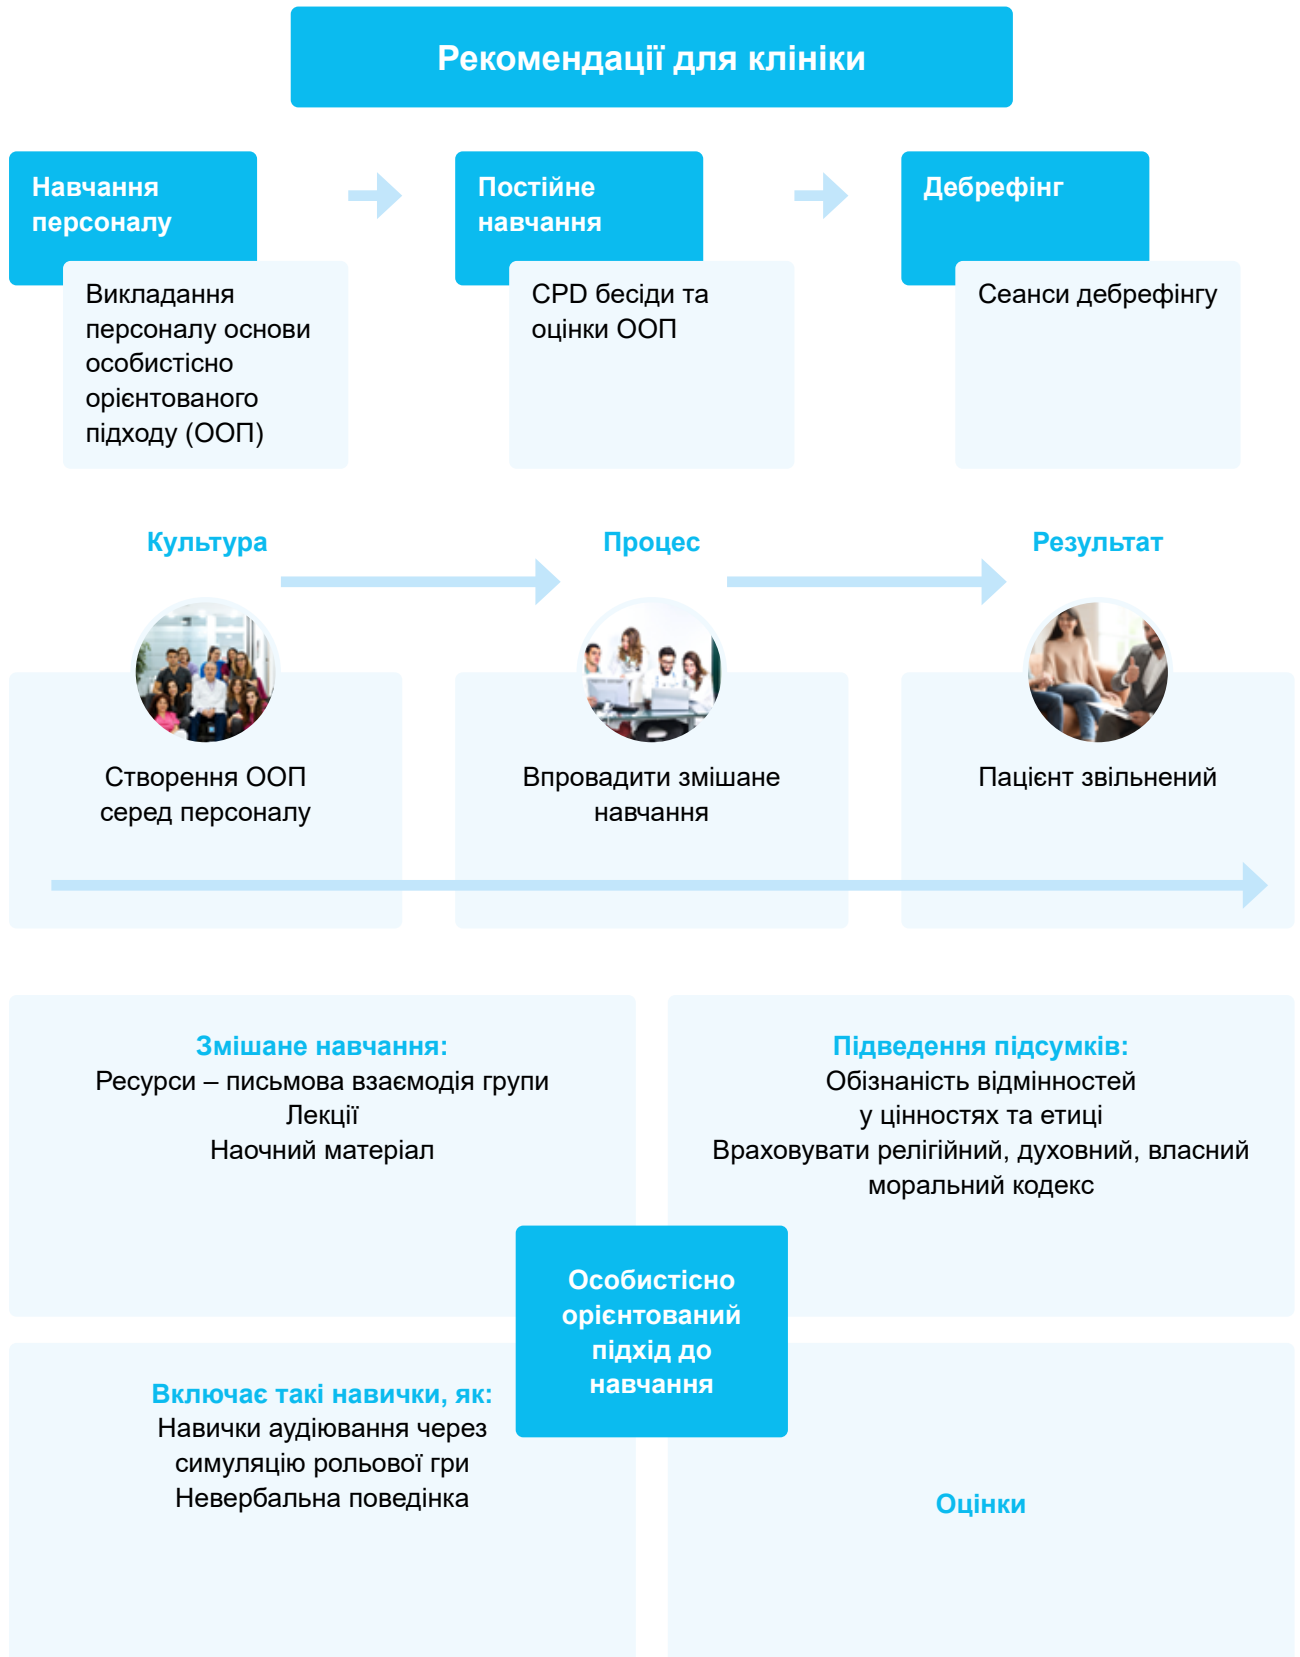 Рекомендації для клініки
Навчання
персоналу
Викладання
персоналу основи
особистісно
орієнтованого
підходу (ООП)
Постійне
навчання
CPD бесіди та
оцінки ООП
Дебрефінг
Сеанси дебрефінгу
Культура
Процес
Результат
Створення ООП
серед персоналу
Впровадити змішане
навчання
Пацієнт звільнений
Змішане навчання:
Ресурси – письмова взаємодія групи
Лекції
Наочний матеріал
Підведення підсумків:
Обізнаність відмінностей
у цінностях та етиці
Враховувати релігійний, духовний, власний
моральний кодекс
Особистісно
орієнтований
підхід до
навчання
Включає такі навички, як:
Навички аудіювання через
симуляцію рольової гри
Невербальна поведінка
Оцінки